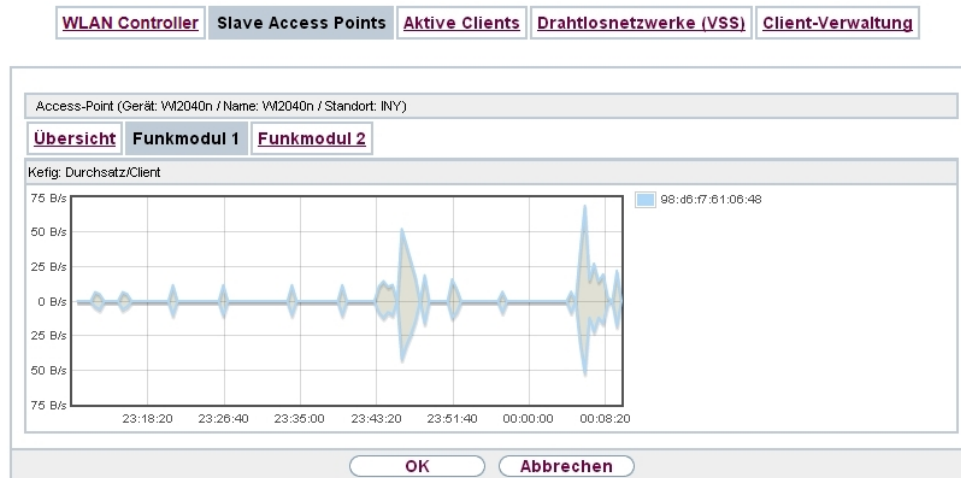 WLAN Controller Slave Access Points Aktive Clients Drahtlosnetzwerke (VSS) Client-Verwaltung
Access-Point (Gerät: WI2040n / Name: WI2040n / Standort: INY)
Übersicht Funkmodul 1 Funkmodul 2
Kefig: Durchsatz/Client
75 B/s
50 B/s
25 B/s
0 B/s
25 B/s
50 B/s
75 B/s
23:18:20 23:26:40 23:35:00 23:43:20 23:51:40 00:00:00 00:08:20
98:d6:f7:61:06:48
OK Abbrechen